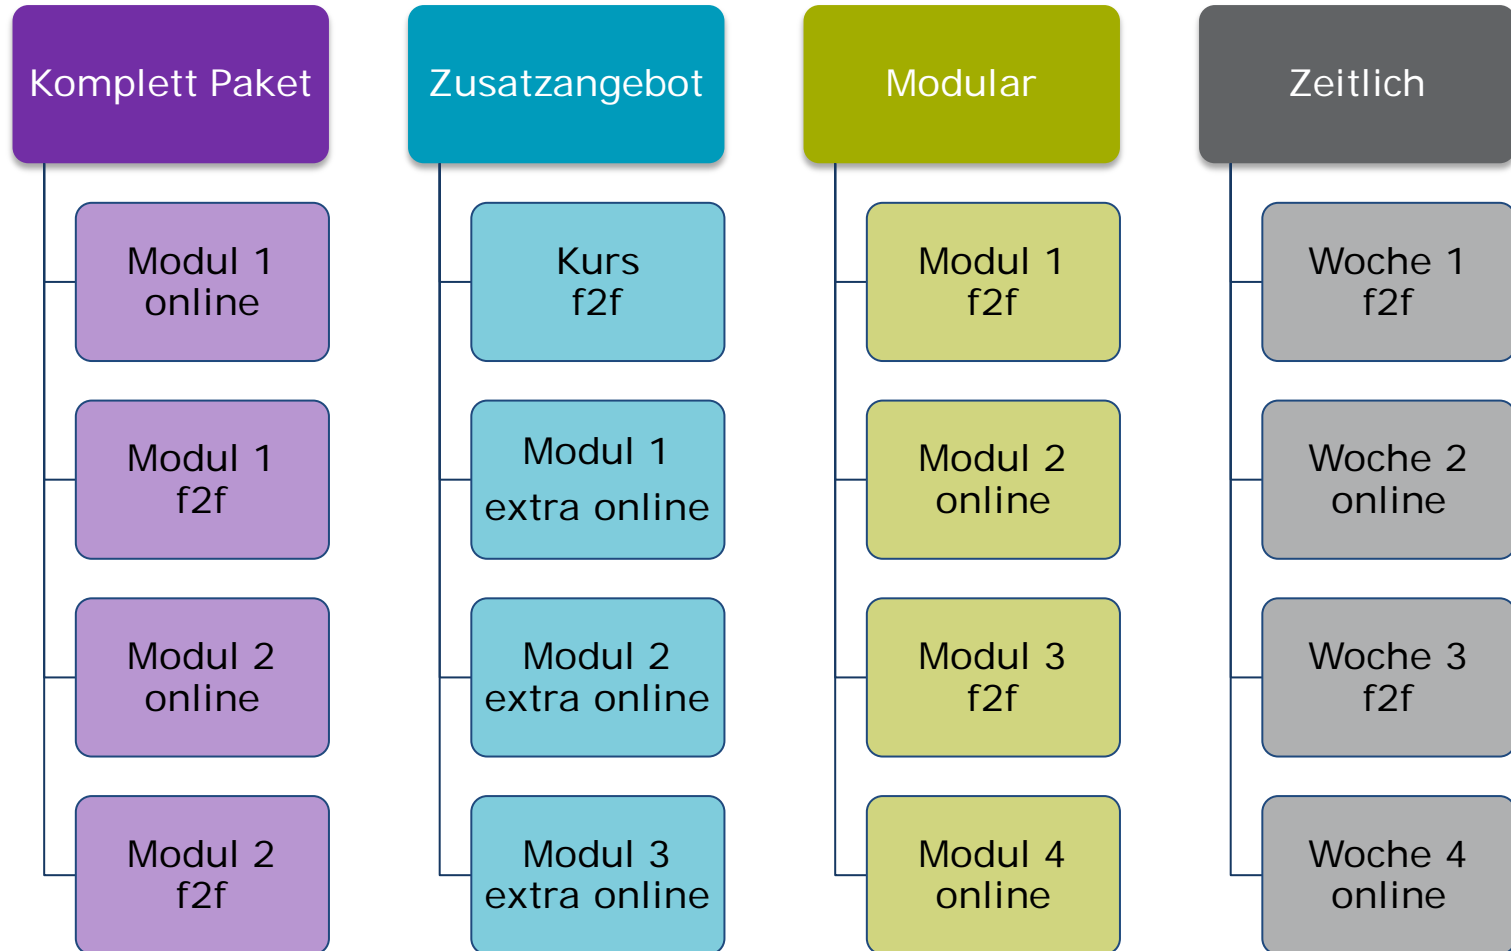 Komplett Paket
Modul 1
online
Modul 1
f2f
Modul 2
online
Modul 2
f2f
Zusatzangebot
Kurs
f2f
Modul 1
extra online
Modul 2
extra online
Modul 3
extra online
Modular
Modul 1
f2f
Modul 2
online
Modul 3
f2f
Modul 4
online
Zeitlich
Woche 1
f2f
Woche 2
online
Woche 3
f2f
Woche 4
online